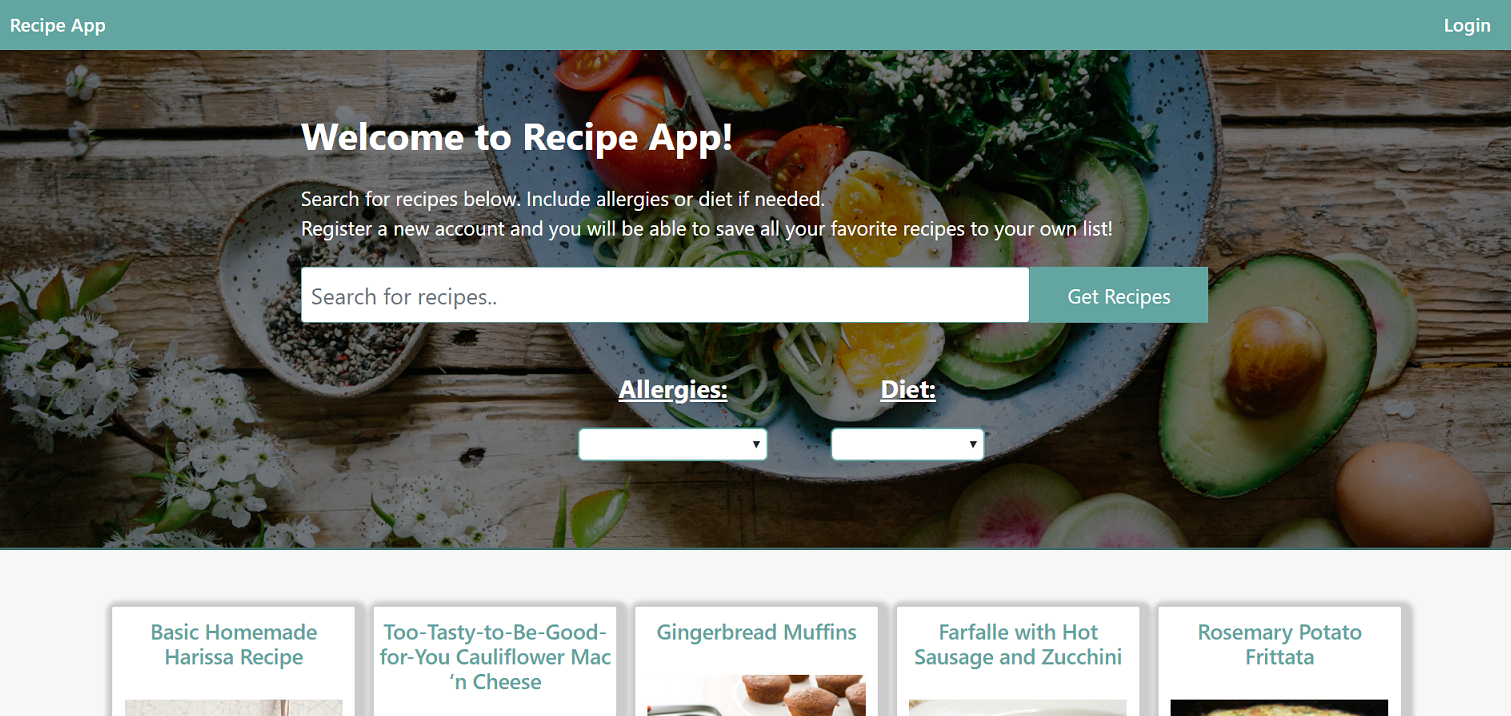 Recipe App
Login
Welcome to Recipe App!
Search for recipes below. Include allergies or diet if needed.
Register a new account and you will be able to save all your favorite recipes to your own list!
Search for recipes..
Get Recipes
Allergies:
Diet:
Basic Homemade
Harissa Recipe
Too-Tasty-to-Be-Good-
for-You Cauliflower Mac
‘n Cheese
Gingerbread Muffins
Farfalle with Hot
Sausage and Zucchini
Rosemary Potato
Frittata